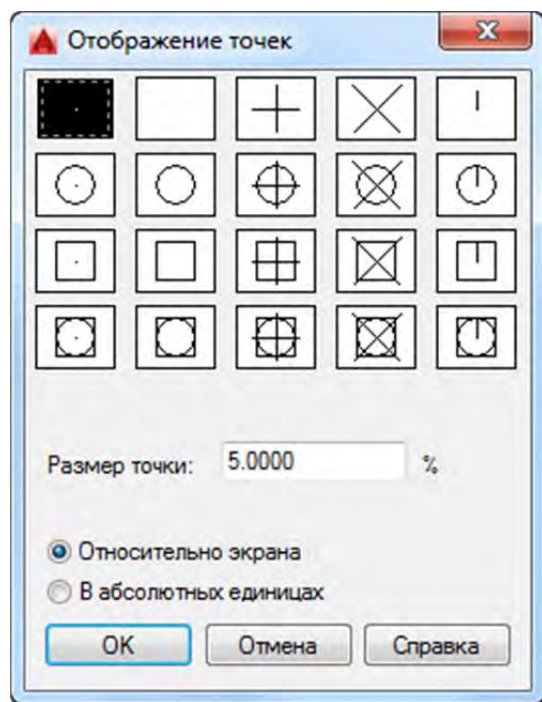 Отображение точек
Размер точки: 5.0000 %
Относительно экрана
В абсолютных единицах
OK Отмена Справка